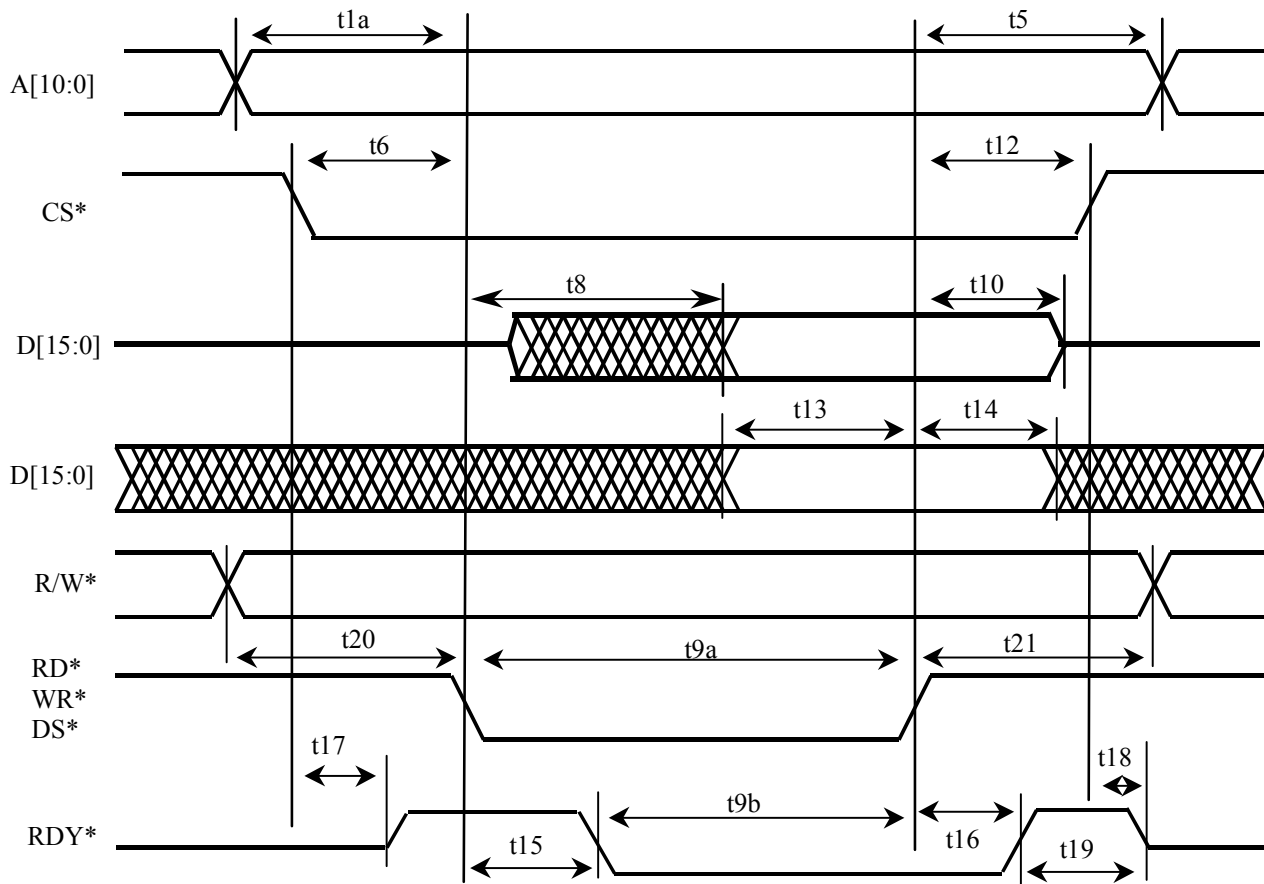 t1a
t5
A[10:0]
t6
t12
CS*
t8
t10
D[15:0]
t13
t14
D[15:0]
R/W*
t20
t9a
t21
RD*
WR*
DS*
t17
t18
t9b
RDY*
t15
t16
t19